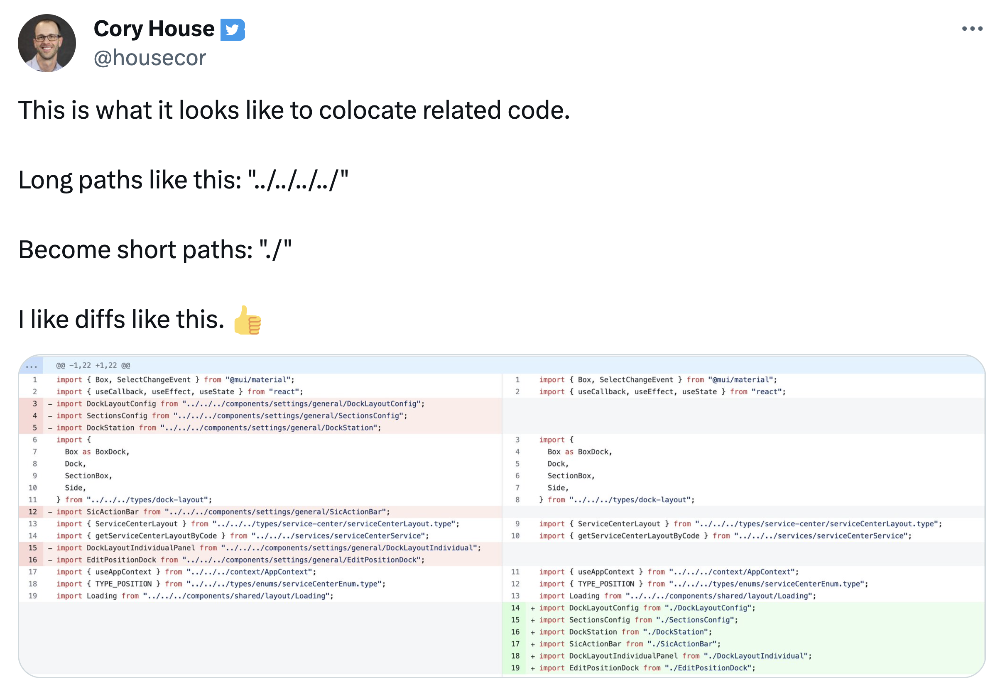 Cory House
@housecor
This is what it looks like to colocate related code.
Long paths like this: "../../../../"
Become short paths: "./"
I like diffs like this. 👍
... @@ -1,22 +1,22 @@
1 import { Box, SelectChangeEvent } from "@mui/material";
2 import { useCallback, useEffect, useState } from "react";
3 - import DockLayoutConfig from "../../../components/settings/general/DockLayoutConfig";
4 - import SectionsConfig from "../../../components/settings/general/SectionsConfig";
5 - import DockStation from "../../../components/settings/general/DockStation";
6 import {
7 Box as BoxDock,
8 Dock,
9 SectionBox,
10 Side,
11 } from "../../../types/dock-layout";
12 - import SicActionBar from "../../../components/settings/general/SicActionBar";
13 import { ServiceCenterLayout } from "../../../types/service-center/serviceCenterLayout.type";
14 import { getServiceCenterLayoutByCode } from "../../../services/serviceCenterService";
15 - import DockLayoutIndividualPanel from "../../../components/settings/general/DockLayoutIndividual";
16 - import EditPositionDock from "../../../components/settings/general/EditPositionDock";
17 import { useAppContext } from "../../../context/AppContext";
18 import { TYPE_POSITION } from "../../../types/enums/serviceCenterEnum.type";
19 import Loading from "../../../components/shared/layout/Loading";
1 import { Box, SelectChangeEvent } from "@mui/material";
2 import { useCallback, useEffect, useState } from "react";
3 import {
4 Box as BoxDock,
5 Dock,
6 SectionBox,
7 Side,
8 } from "../../../types/dock-layout";
9 import { ServiceCenterLayout } from "../../../types/service-center/serviceCenterLayout.type";
10 import { getServiceCenterLayoutByCode } from "../../../services/serviceCenterService";
11 import { useAppContext } from "../../../context/AppContext";
12 import { TYPE_POSITION } from "../../../types/enums/serviceCenterEnum.type";
13 import Loading from "../../../components/shared/layout/Loading";
14 + import DockLayoutConfig from "./DockLayoutConfig";
15 + import SectionsConfig from "./SectionsConfig";
16 + import DockStation from "./DockStation";
17 + import SicActionBar from "./SicActionBar";
18 + import DockLayoutIndividualPanel from "./DockLayoutIndividual";
19 + import EditPositionDock from "./EditPositionDock";